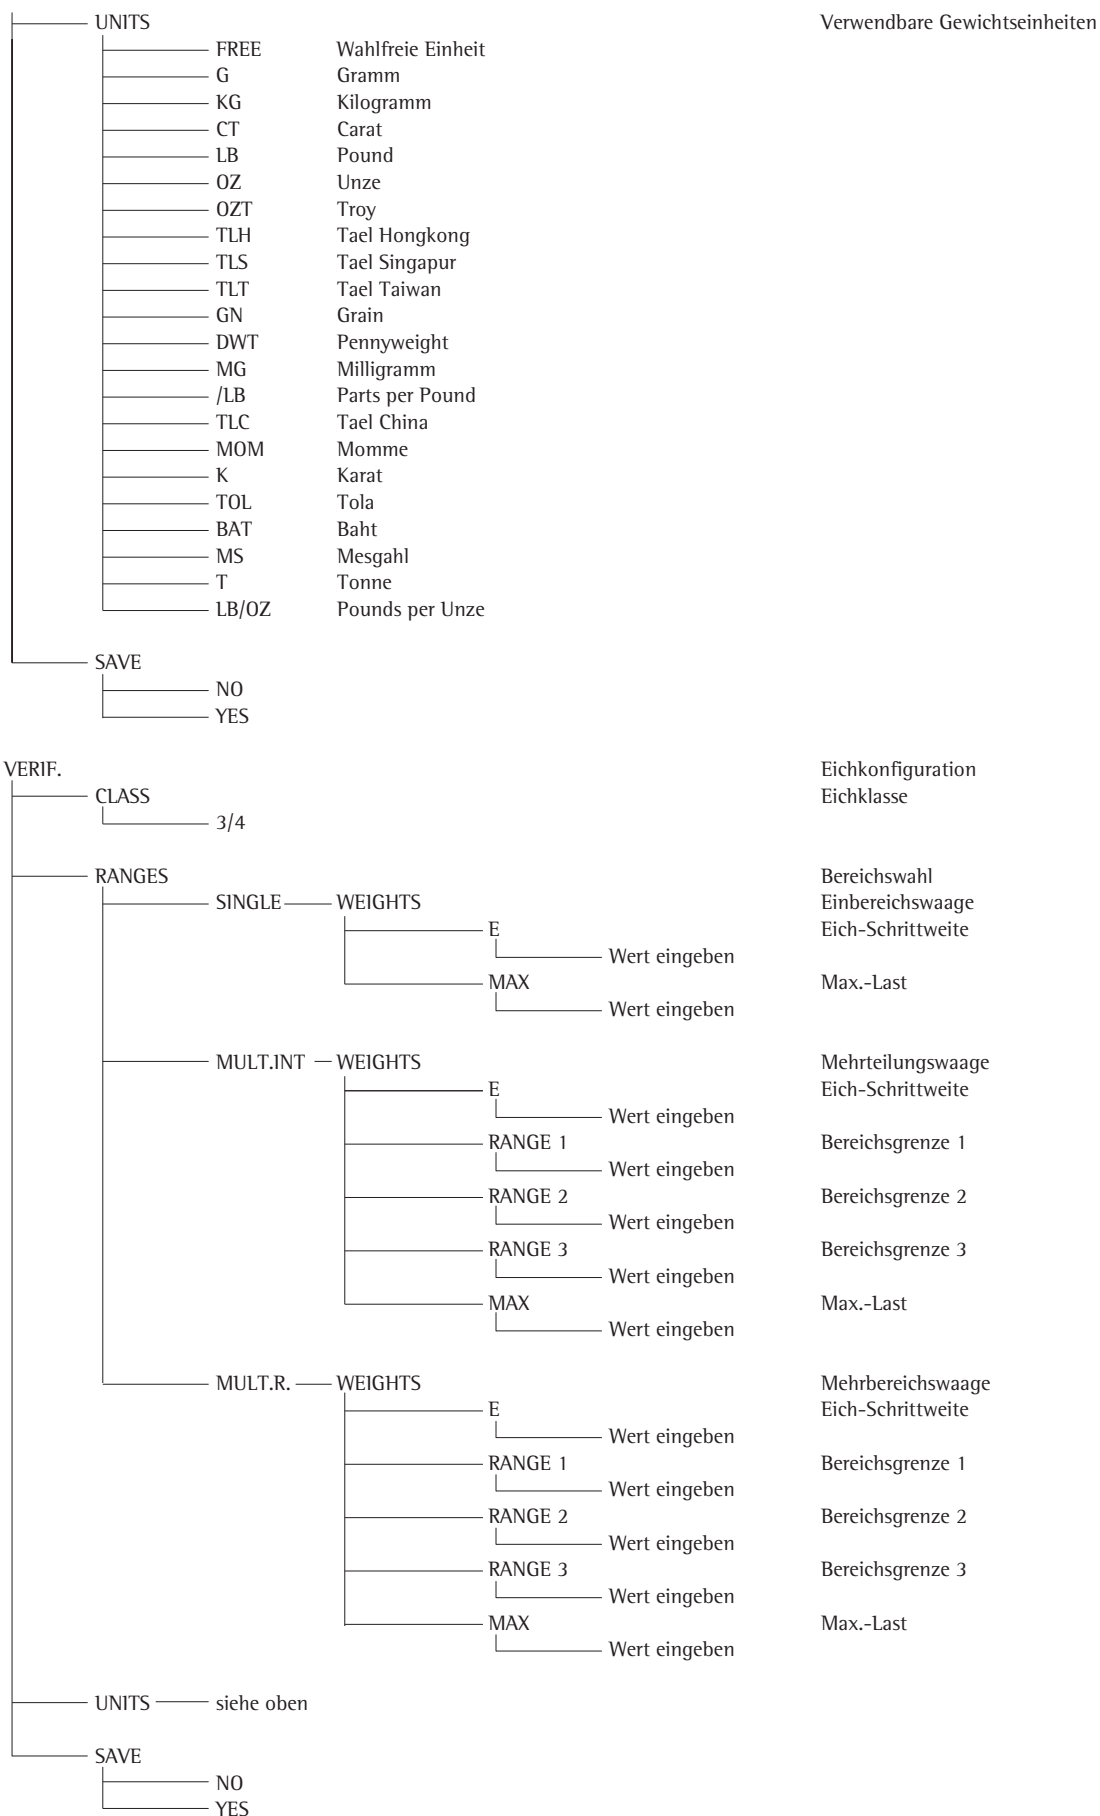 UNITS Verwendbare Gewichtseinheiten
FREE Wahlfreie Einheit
G Gramm
KG Kilogramm
CT Carat
LB Pound
OZ Unze
OZT Troy
TLH Tael Hongkong
TLS Tael Singapur
TLT Tael Taiwan
GN Grain
DWT Pennyweight
MG Milligramm
/LB Parts per Pound
TLC Tael China
MOM Momme
K Karat
TOL Tola
BAT Baht
MS Mesgahl
T Tonne
LB/OZ Pounds per Unze
SAVE
NO
YES
VERIF. Eichkonfiguration
CLASS Eichklasse
3/4
RANGES Bereichswahl
SINGLE WEIGHTS Einbereichswaage
E Eich-Schrittweite
Wert eingeben
MAX Max.-Last
Wert eingeben
MULT.INT WEIGHTS Mehrteilungswaage
E Eich-Schrittweite
Wert eingeben
RANGE 1 Bereichsgrenze 1
Wert eingeben
RANGE 2 Bereichsgrenze 2
Wert eingeben
RANGE 3 Bereichsgrenze 3
Wert eingeben
MAX Max.-Last
Wert eingeben
MULT.R. WEIGHTS Mehrbereichswaage
E Eich-Schrittweite
Wert eingeben
RANGE 1 Bereichsgrenze 1
Wert eingeben
RANGE 2 Bereichsgrenze 2
Wert eingeben
RANGE 3 Bereichsgrenze 3
Wert eingeben
MAX Max.-Last
Wert eingeben
UNITS siehe oben
SAVE
NO
YES